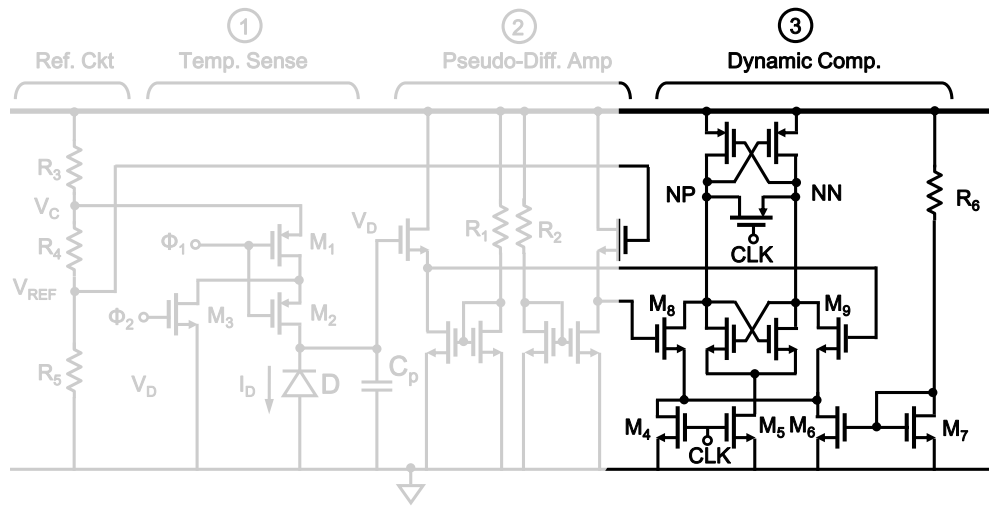 1 2 3
Ref. Ckt Temp. Sense Pseudo-Diff. Amp Dynamic Comp.
R3
NP NN R6
VC VD R1 R2
Φ1 M1
R4 CLK
VREF
M8 M9
Φ2 M3 M2
R5 VD ID D Cp
M4 M5 M6 M7
CLK